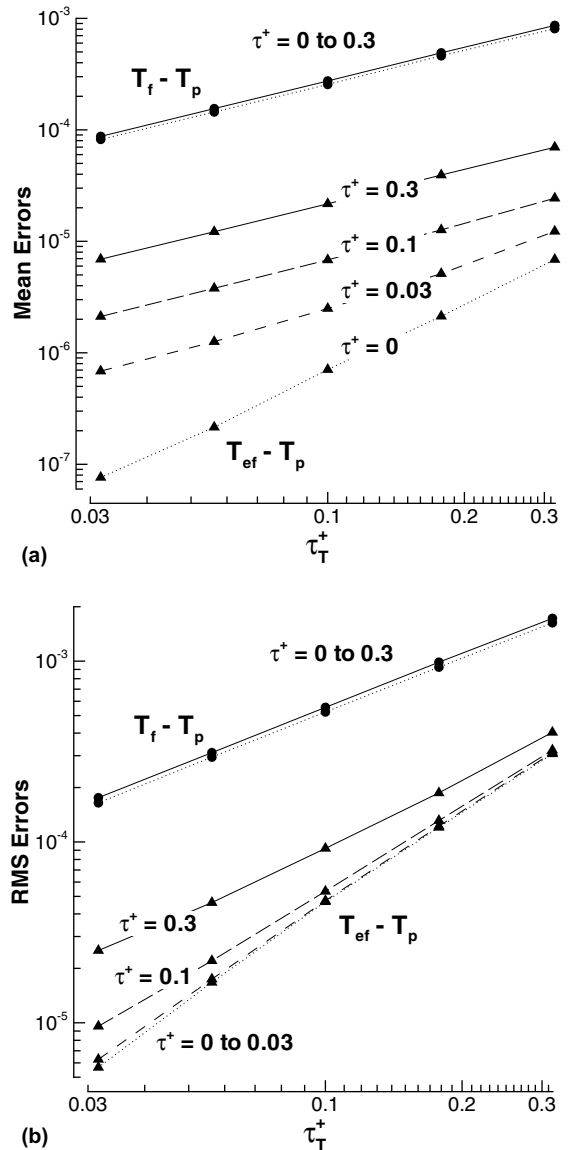 10⁻³
τ⁺ = 0 to 0.3
T_f - T_p
10⁻⁴
τ⁺ = 0.3
10⁻⁵
τ⁺ = 0.1
Mean Errors
τ⁺ = 0.03
10⁻⁶
τ⁺ = 0
T_ef - T_p
10⁻⁷
0.03 0.1 0.2 0.3
(a) τ_T⁺
10⁻³
τ⁺ = 0 to 0.3
T_f - T_p
10⁻⁴
RMS Errors
τ⁺ = 0.3
T_ef - T_p
τ⁺ = 0.1
10⁻⁵
τ⁺ = 0 to 0.03
0.03 0.1 0.2 0.3
(b) τ_T⁺